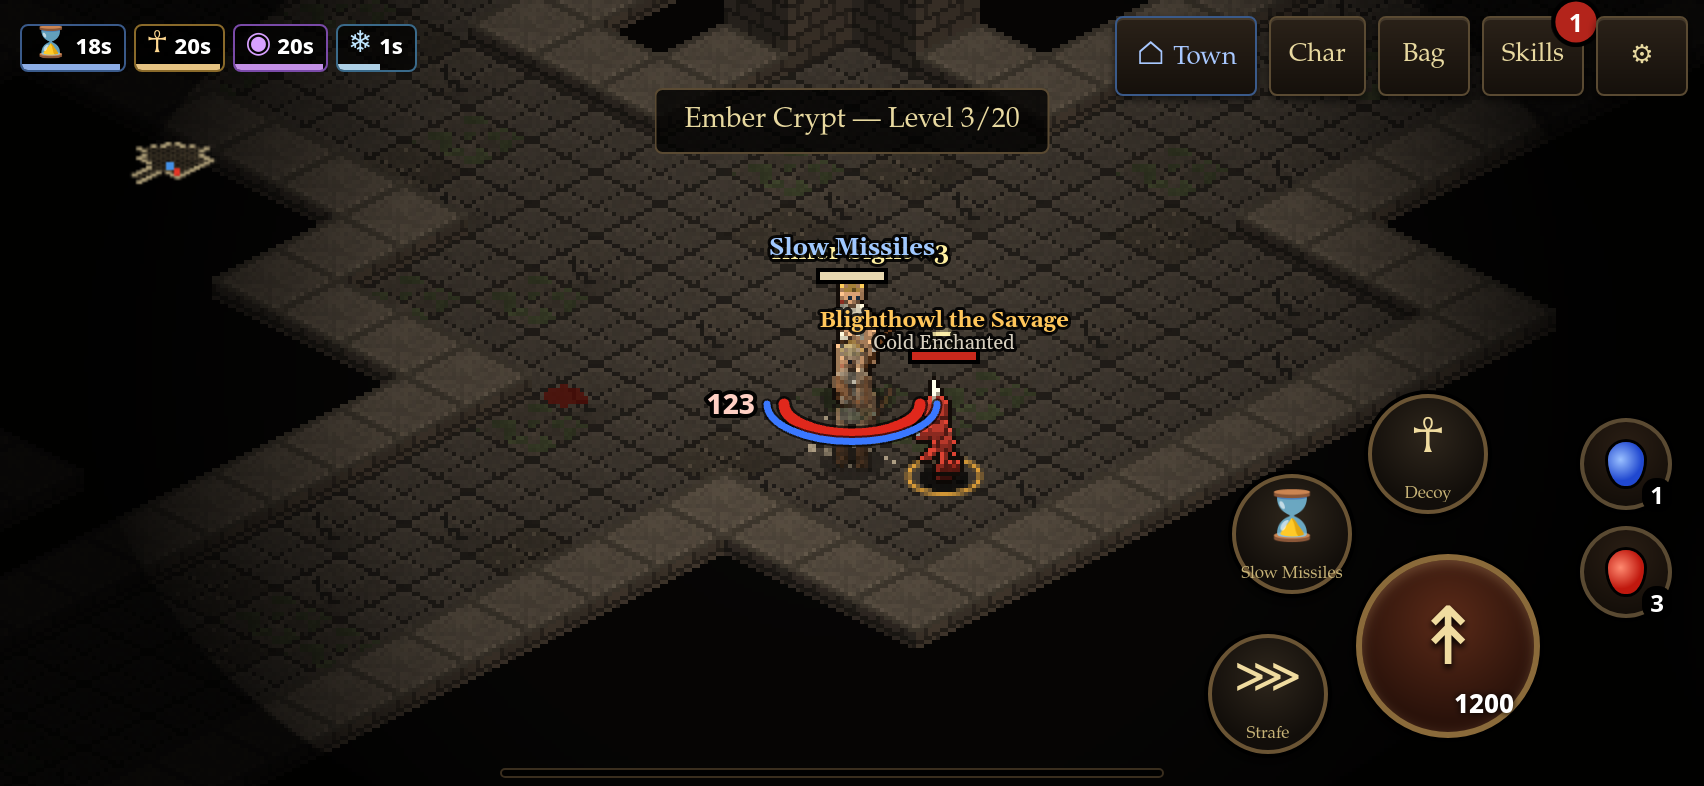 18s
20s
20s
1s
Town
Char
Bag
Skills
1
Ember Crypt — Level 3/20
Slow Missiles
3
Blighthowl the Savage
Cold Enchanted
123
Decoy
Slow Missiles
Strafe
1200
1
3